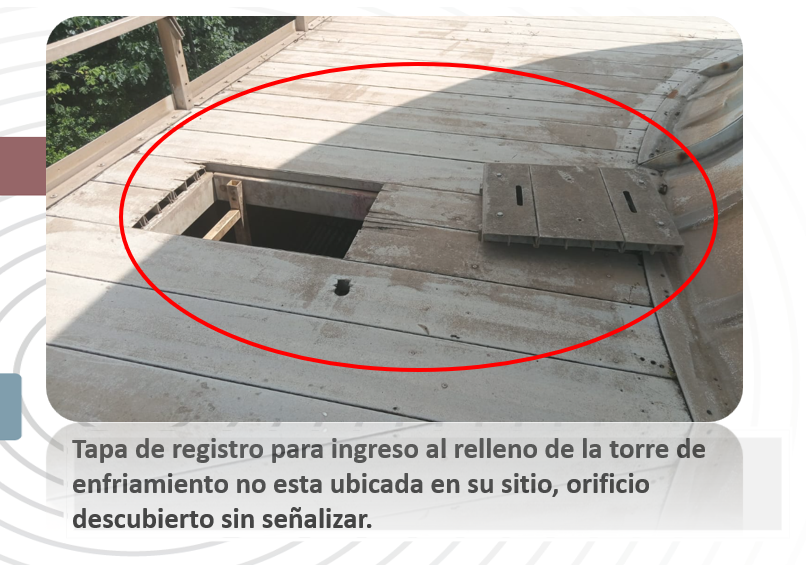 Tapa de registro para ingreso al relleno de la torre de
enfriamiento no esta ubicada en su sitio, orificio
descubierto sin señalizar.